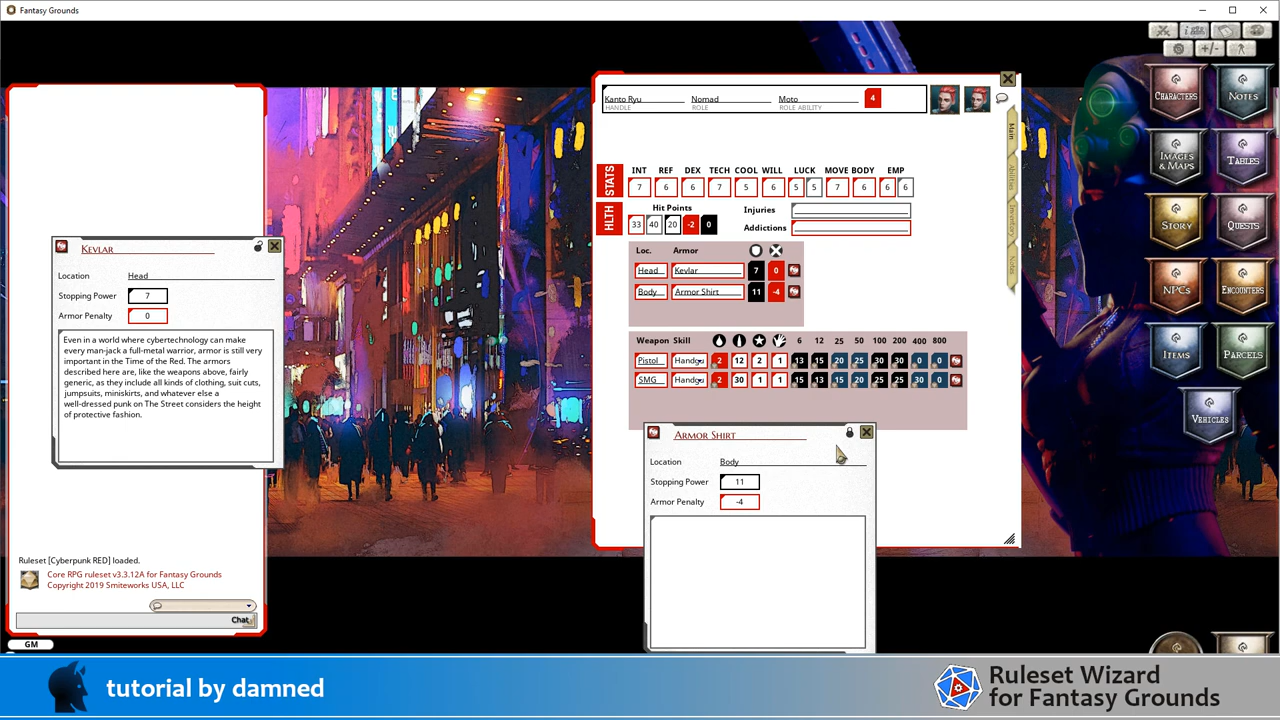 Fantasy Grounds
Kanto Ryu Nomad Moto 4
HANDLE ROLE ROLE ABILITY
STATS
INT REF DEX TECH COOL WILL LUCK MOVE BODY EMP
7 6 6 7 5 6 5 5 7 6 6 6
HLTH
Hit Points
33 40 20 -2 0
Injuries
Addictions
Loc. Armor
Head Kevlar 7 0
Body Armor Shirt 11 -4
Weapon Skill 6 12 25 50 100 200 400 800
Pistol Handgu 2 12 2 1 13 15 20 25 30 30 0 0
SMG Handgu 2 30 1 1 15 13 15 20 25 25 0 0
Main
Abilities
Inventory
Notes
KEVLAR
Location Head
Stopping Power 7
Armor Penalty 0
Even in a world where cybertechnology can make
every man-jack a full-metal warrior, armor is still very
important in the Time of the Red. The armors
described here are, like the weapons above, fairly
generic, as they include all kinds of clothing, suit cuts,
jumpsuits, miniskirts, and whatever else a
well-dressed punk on The Street considers the height
of protective fashion.
ARMOR SHIRT
Location Body
Stopping Power 11
Armor Penalty -4
Ruleset [Cyberpunk RED] loaded.
Core RPG ruleset v3.3.12A for Fantasy Grounds
Copyright 2019 Smiteworks USA, LLC
Chat
GM
+/-
CHARACTERS
NOTES
IMAGES & MAPS
TABLES
STORY
QUESTS
NPCS
ENCOUNTERS
ITEMS
PARCELS
VEHICLES
tutorial by damned
Ruleset Wizard
for Fantasy Grounds